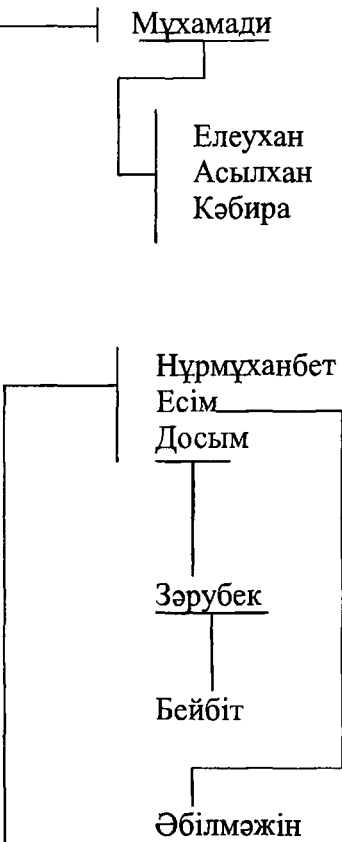 Мұхамади
Елеухан
Асылхан
Кәбира
Нұрмұханбет
Есім
Досым
Зәрубек
Бейбіт
Әбілмәжін